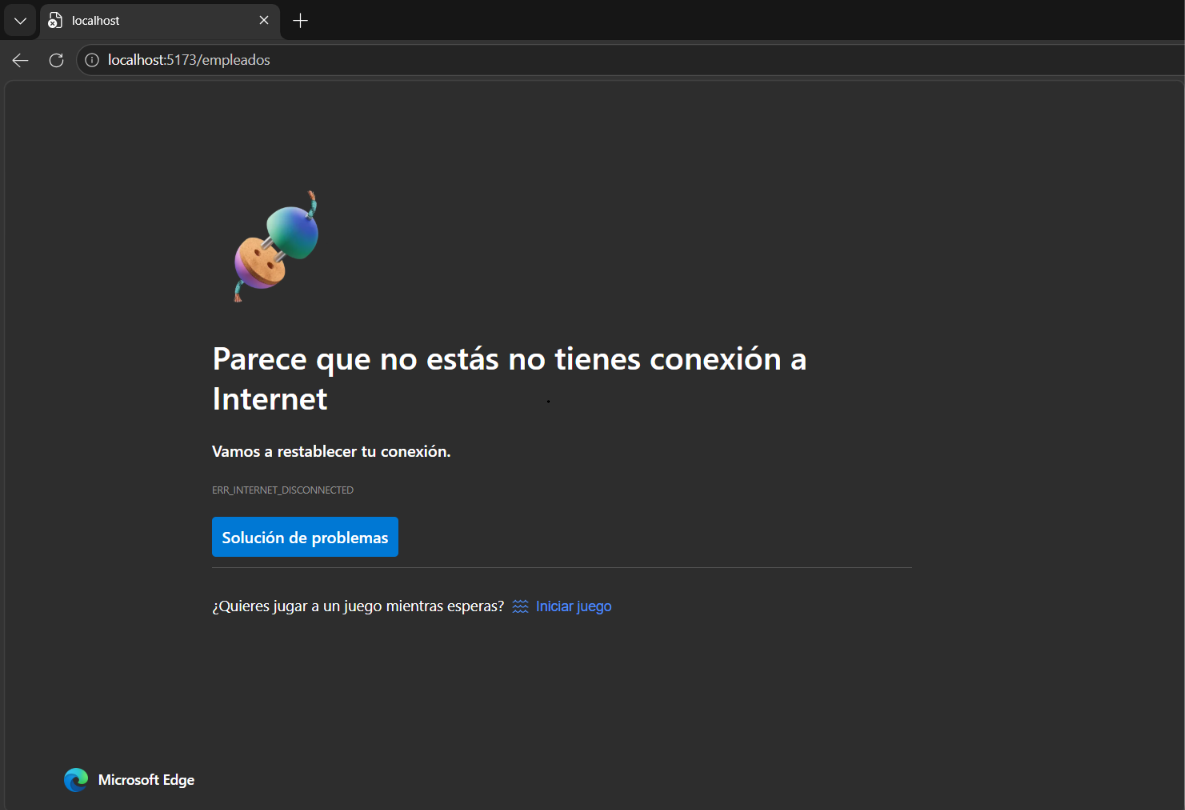 localhost
localhost:5173/empleados
Parece que no estás no tienes conexión a
Internet
Vamos a restablecer tu conexión.
ERR_INTERNET_DISCONNECTED
Solución de problemas
¿Quieres jugar a un juego mientras esperas? Iniciar juego
Microsoft Edge